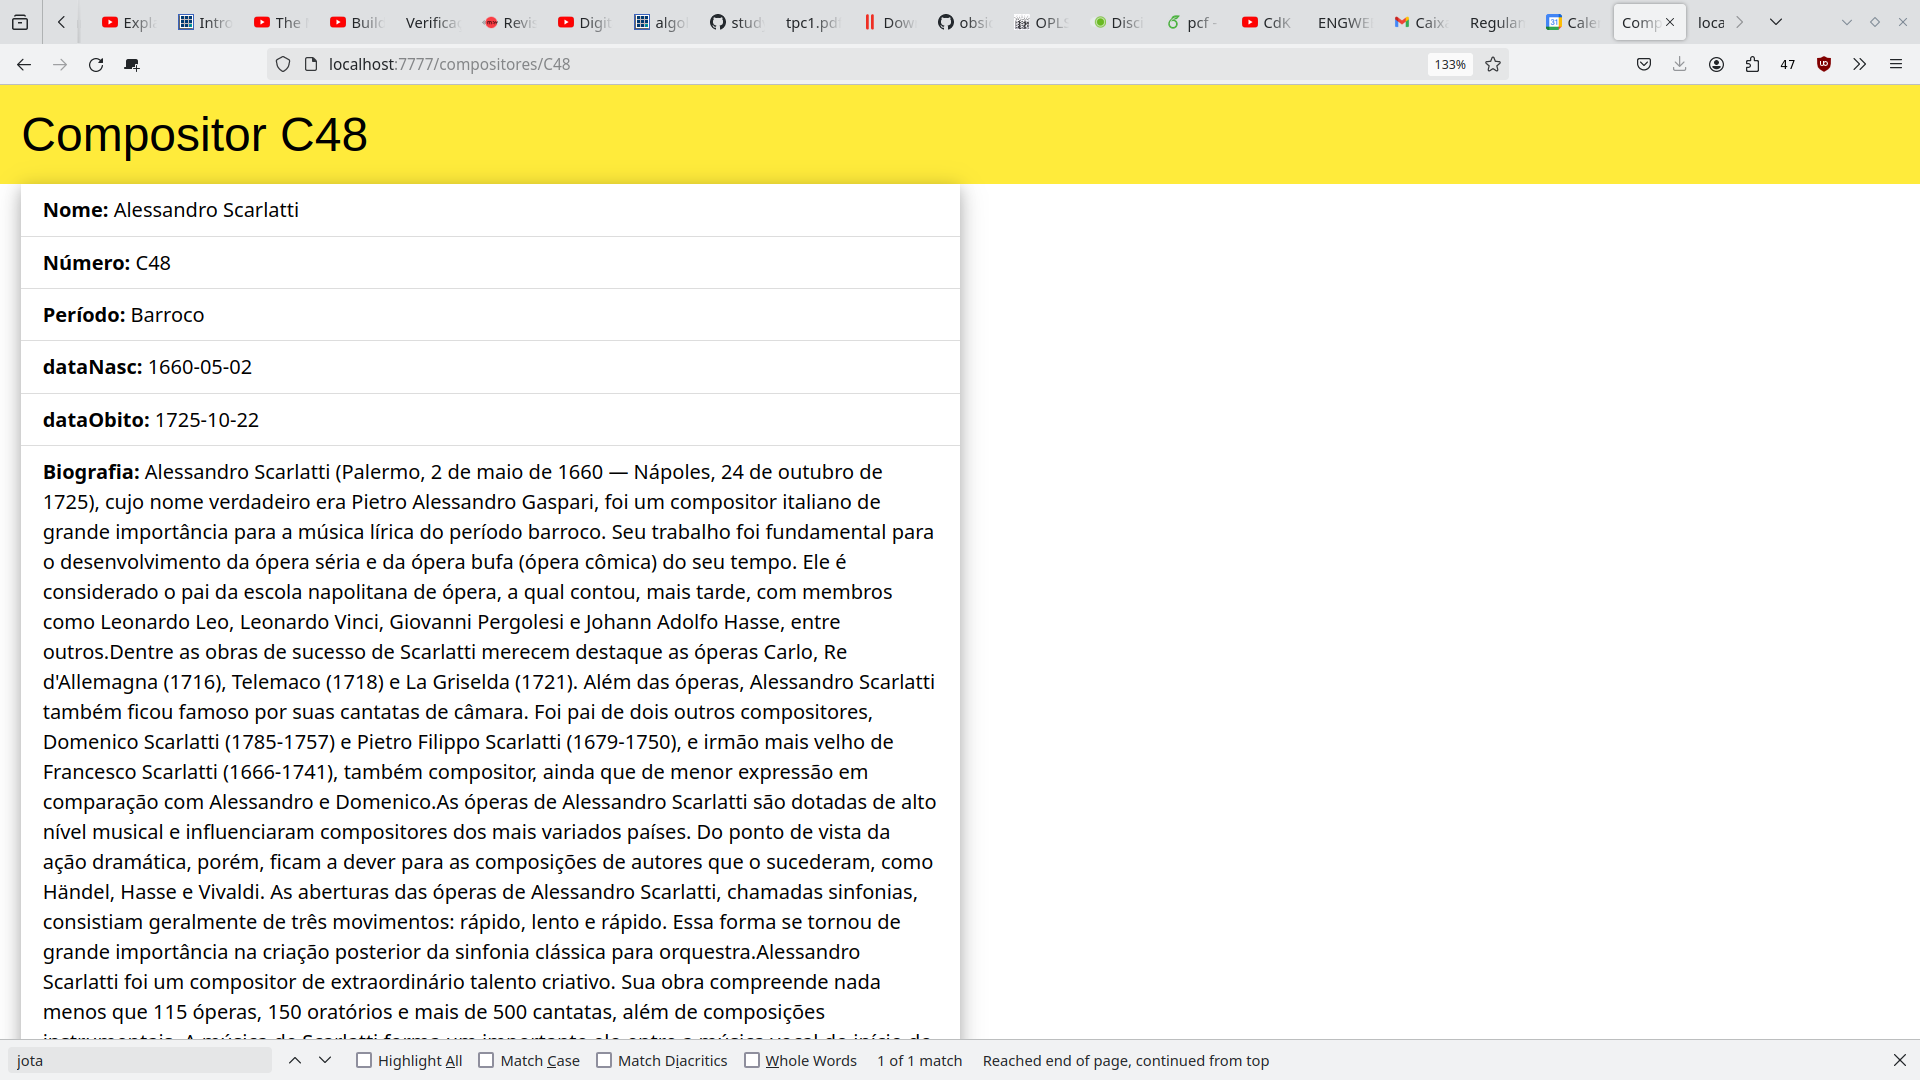 Expl Intro The Build Verifica Revis Digit algo stud tpc1.pd Dow obsi OPLS Disci pcf - CdK ENGWE Caix Regulan Cale Comp loca
localhost:7777/compositores/C48 133% 47
Compositor C48
Nome: Alessandro Scarlatti
Número: C48
Período: Barroco
dataNasc: 1660-05-02
dataObito: 1725-10-22
Biografia: Alessandro Scarlatti (Palermo, 2 de maio de 1660 — Nápoles, 24 de outubro de
1725), cujo nome verdadeiro era Pietro Alessandro Gaspari, foi um compositor italiano de
grande importância para a música lírica do período barroco. Seu trabalho foi fundamental para
o desenvolvimento da ópera séria e da ópera bufa (ópera cômica) do seu tempo. Ele é
considerado o pai da escola napolitana de ópera, a qual contou, mais tarde, com membros
como Leonardo Leo, Leonardo Vinci, Giovanni Pergolesi e Johann Adolfo Hasse, entre
outros.Dentre as obras de sucesso de Scarlatti merecem destaque as óperas Carlo, Re
d'Allemagna (1716), Telemaco (1718) e La Griselda (1721). Além das óperas, Alessandro Scarlatti
também ficou famoso por suas cantatas de câmara. Foi pai de dois outros compositores,
Domenico Scarlatti (1785-1757) e Pietro Filippo Scarlatti (1679-1750), e irmão mais velho de
Francesco Scarlatti (1666-1741), também compositor, ainda que de menor expressão em
comparação com Alessandro e Domenico.As óperas de Alessandro Scarlatti são dotadas de alto
nível musical e influenciaram compositores dos mais variados países. Do ponto de vista da
ação dramática, porém, ficam a dever para as composições de autores que o sucederam, como
Händel, Hasse e Vivaldi. As aberturas das óperas de Alessandro Scarlatti, chamadas sinfonias,
consistiam geralmente de três movimentos: rápido, lento e rápido. Essa forma se tornou de
grande importância na criação posterior da sinfonia clássica para orquestra.Alessandro
Scarlatti foi um compositor de extraordinário talento criativo. Sua obra compreende nada
menos que 115 óperas, 150 oratórios e mais de 500 cantatas, além de composições
jota Highlight All Match Case Match Diacritics Whole Words 1 of 1 match Reached end of page, continued from top